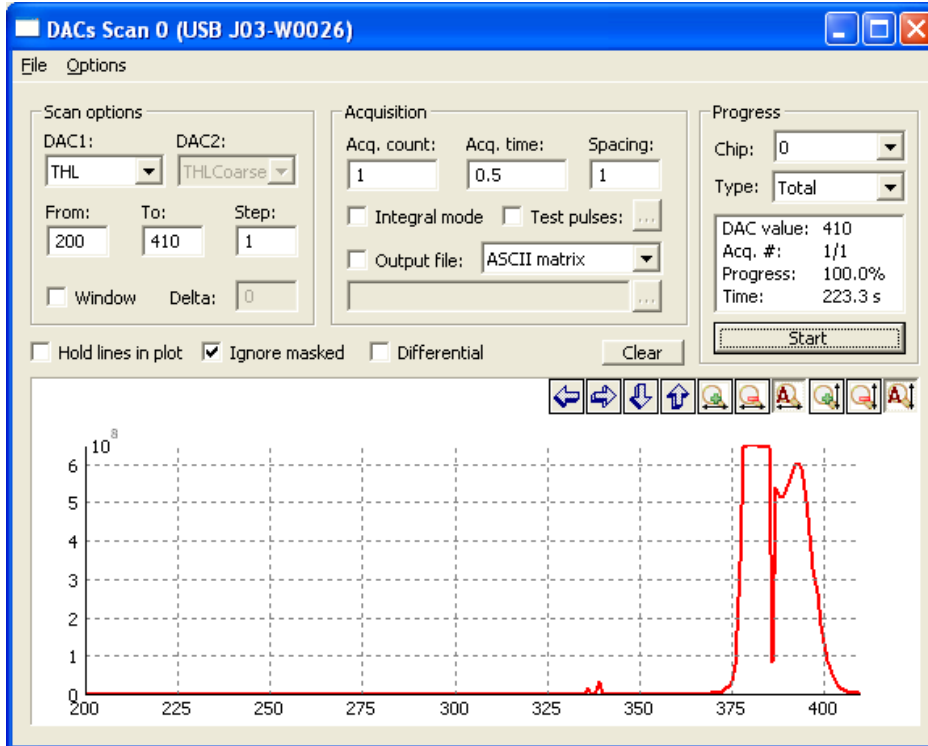 DACs Scan 0 (USB J03-W0026)
File Options
Scan options
DAC1: DAC2:
THL THLCoarse
From: To: Step:
200 410 1
Window Delta: 0
Acquisition
Acq. count: Acq. time: Spacing:
1 0.5 1
Integral mode Test pulses: ...
Output file: ASCII matrix
...
Progress
Chip: 0
Type: Total
DAC value: 410
Acq. #: 1/1
Progress: 100.0%
Time: 223.3 s
Start
Hold lines in plot Ignore masked Differential Clear
A A
10^8
6
5
4
3
2
1
0
200 225 250 275 300 325 350 375 400